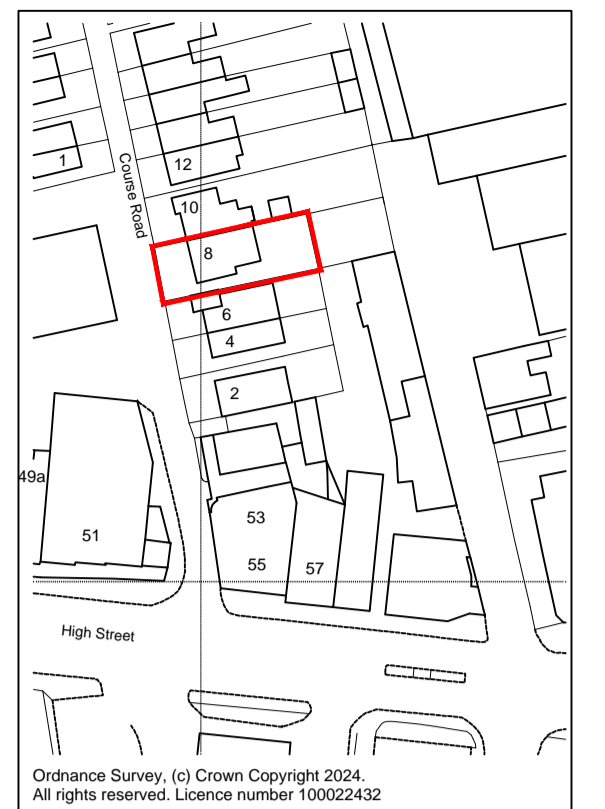 1
12
Course Road
10
8
6
4
2
49a
51
53
55
57
High Street
Ordnance Survey, (c) Crown Copyright 2024.
All rights reserved. Licence number 100022432